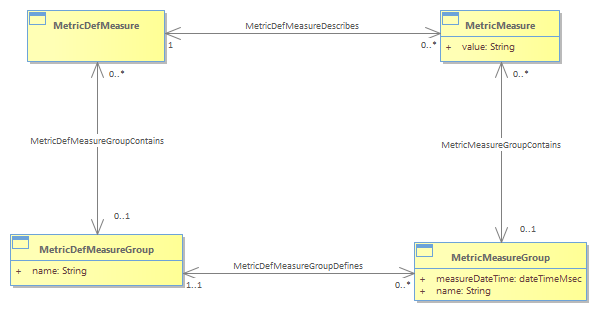 MetricDefMeasure
MetricDefMeasureDescribes
MetricMeasure
1
0..*
+ value: String
0..*
0..*
MetricDefMeasureGroupContains
MetricMeasureGroupContains
0..1
0..1
MetricDefMeasureGroup
+ name: String
MetricDefMeasureGroupDefines
1..1
0..*
MetricMeasureGroup
+ measureDateTime: dateTimeMsec
+ name: String